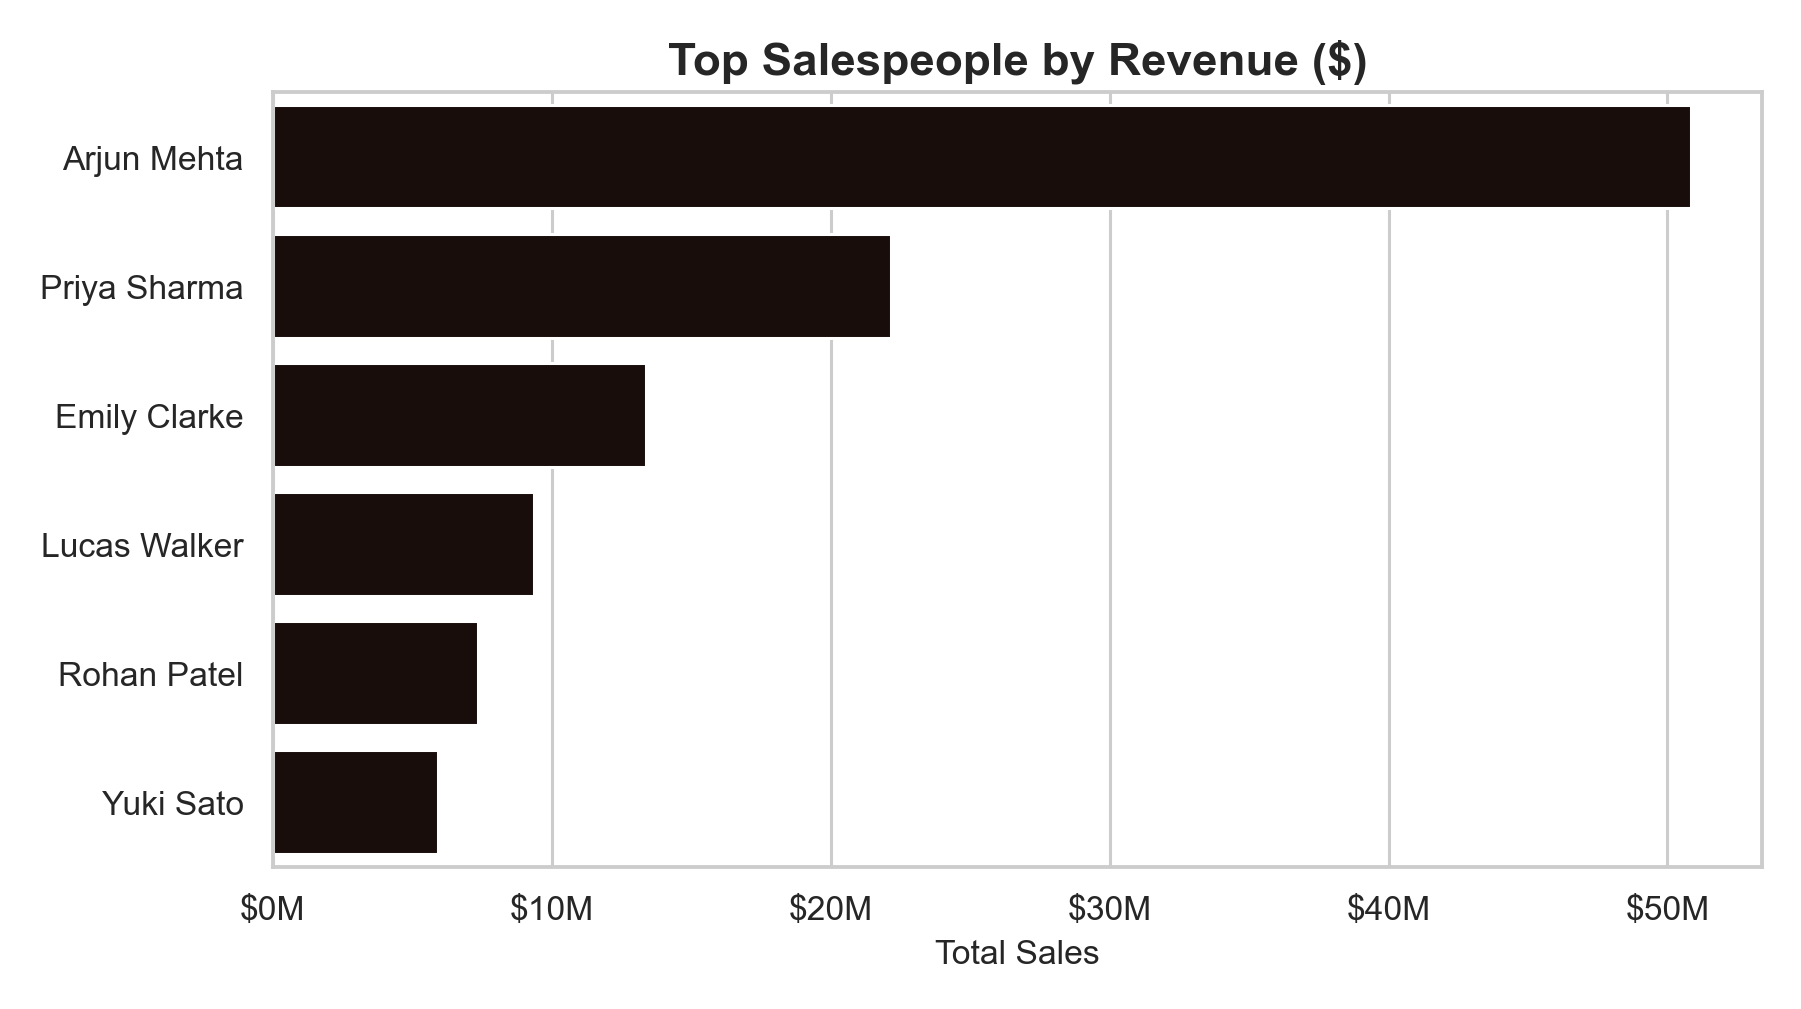 Top Salespeople by Revenue ($)
Arjun Mehta
Priya Sharma
Emily Clarke
Lucas Walker
Rohan Patel
Yuki Sato
$0M $10M $20M $30M $40M $50M
Total Sales